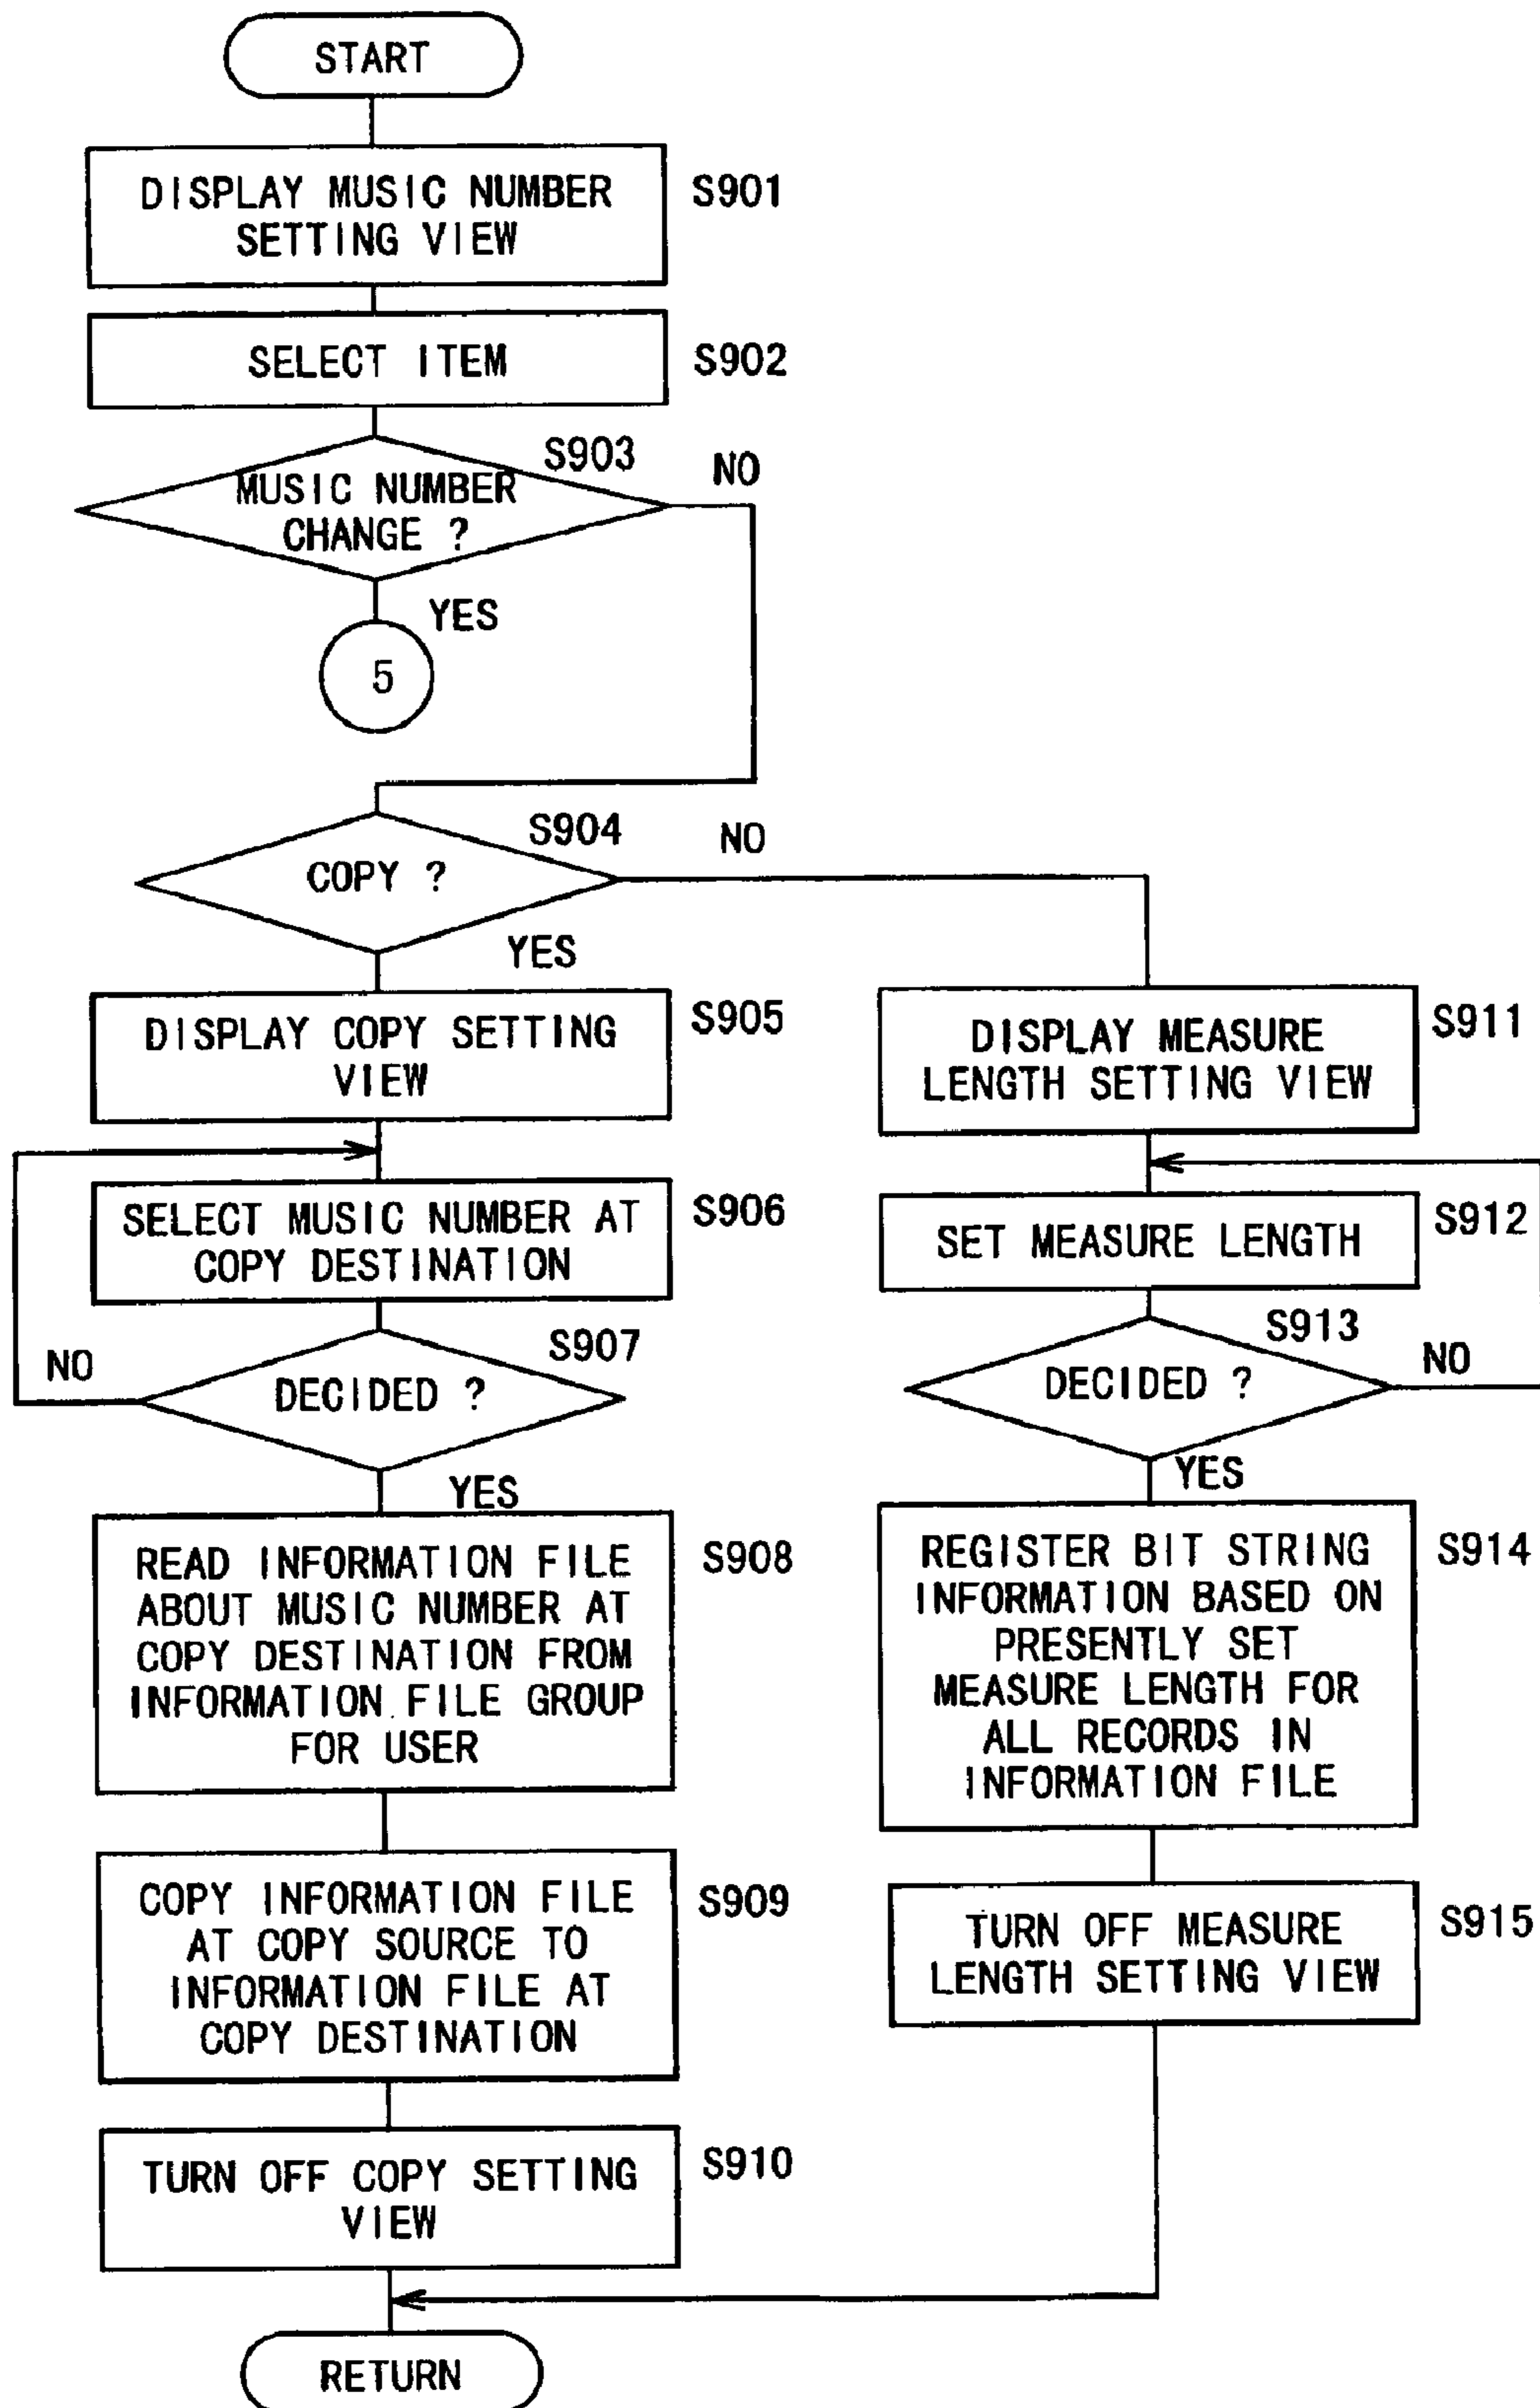 START
DISPLAY MUSIC NUMBER
SETTING VIEW
S901
SELECT ITEM
S902
S903
MUSIC NUMBER
CHANGE ?
NO
YES
5
S904
COPY ?
NO
YES
DISPLAY COPY SETTING
VIEW
S905
SELECT MUSIC NUMBER AT
COPY DESTINATION
S906
S907
DECIDED ?
NO
YES
READ INFORMATION FILE
ABOUT MUSIC NUMBER AT
COPY DESTINATION FROM
INFORMATION FILE GROUP
FOR USER
S908
COPY INFORMATION FILE
AT COPY SOURCE TO
INFORMATION FILE AT
COPY DESTINATION
S909
TURN OFF COPY SETTING
VIEW
S910
DISPLAY MEASURE
LENGTH SETTING VIEW
S911
SET MEASURE LENGTH
S912
S913
DECIDED ?
NO
YES
REGISTER BIT STRING
INFORMATION BASED ON
PRESENTLY SET
MEASURE LENGTH FOR
ALL RECORDS IN
INFORMATION FILE
S914
TURN OFF MEASURE
LENGTH SETTING VIEW
S915
RETURN